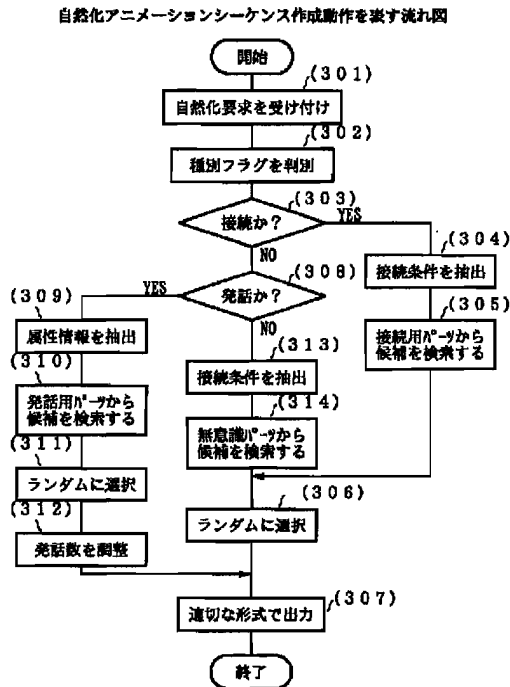 自然化アニメーションシーケンス作成動作を表す流れ図
開始
(301)
自然化要求を受け付け
(302)
種別フラグを判別
(303)
接続か?
YES
NO
(304)
接続条件を抽出
(305)
接続用パーツから
候補を検索する
(308)
発話か?
YES
NO
(309)
属性情報を抽出
(310)
発話用パーツから
候補を検索する
(311)
ランダムに選択
(312)
発話数を調整
(313)
接続条件を抽出
(314)
無意識パーツから
候補を検索する
(306)
ランダムに選択
(307)
適切な形式で出力
終了